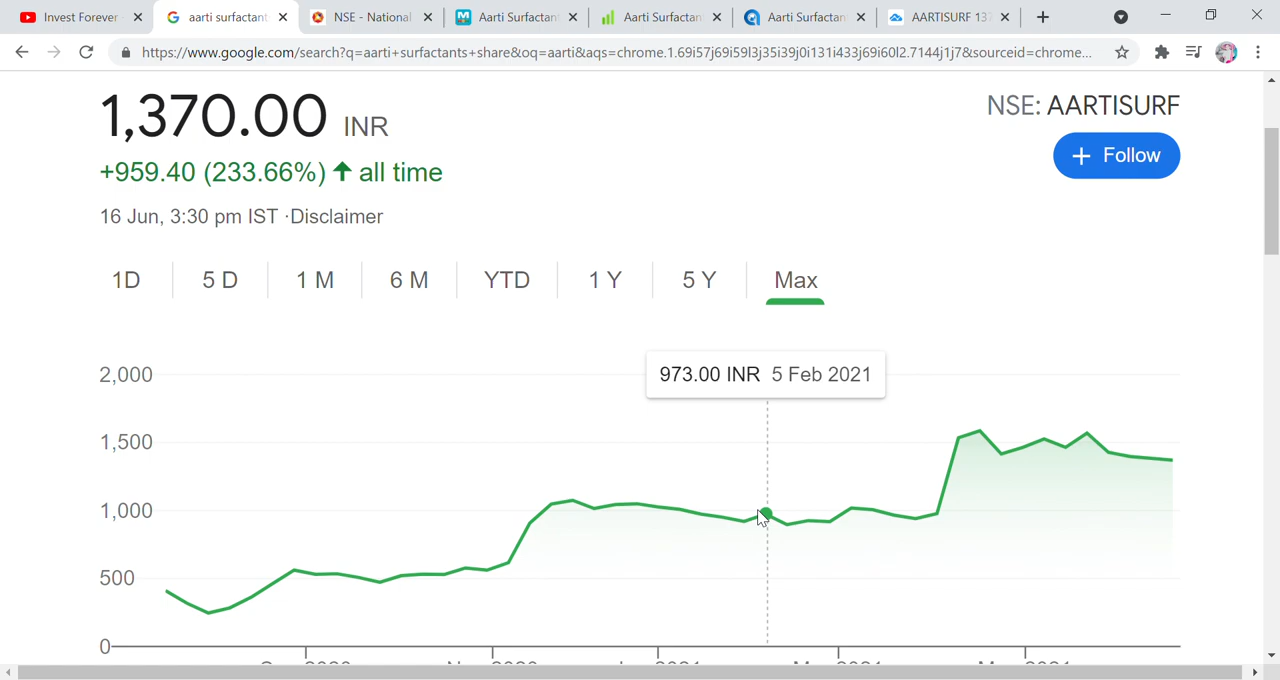 Invest Forever
aarti surfactant
NSE - National
Aarti Surfactan
Aarti Surfactan
Aarti Surfactan
AARTISURF 137
https://www.google.com/search?q=aarti+surfactants+share&oq=aarti&aqs=chrome.1.69i57j69i59l3j35i39j0i131i433j69i60l2.7144j1j7&sourceid=chrome...
1,370.00 INR
NSE: AARTISURF
+959.40 (233.66%) all time
+ Follow
16 Jun, 3:30 pm IST ·Disclaimer
1D 5 D 1 M 6 M YTD 1 Y 5 Y Max
973.00 INR 5 Feb 2021
2,000
1,500
1,000
500
0